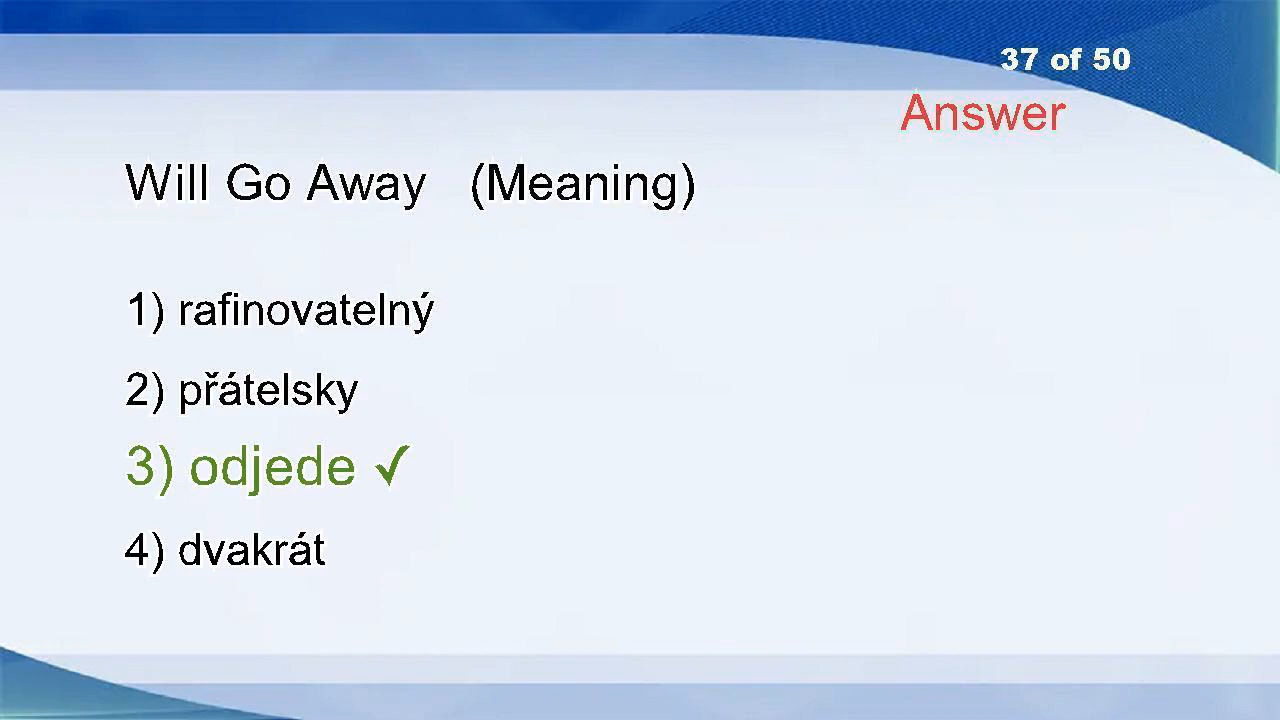 37 of 50
Answer
Will Go Away (Meaning)
1) rafinovatelný
2) přátelsky
3) odjede ✓
4) dvakrát